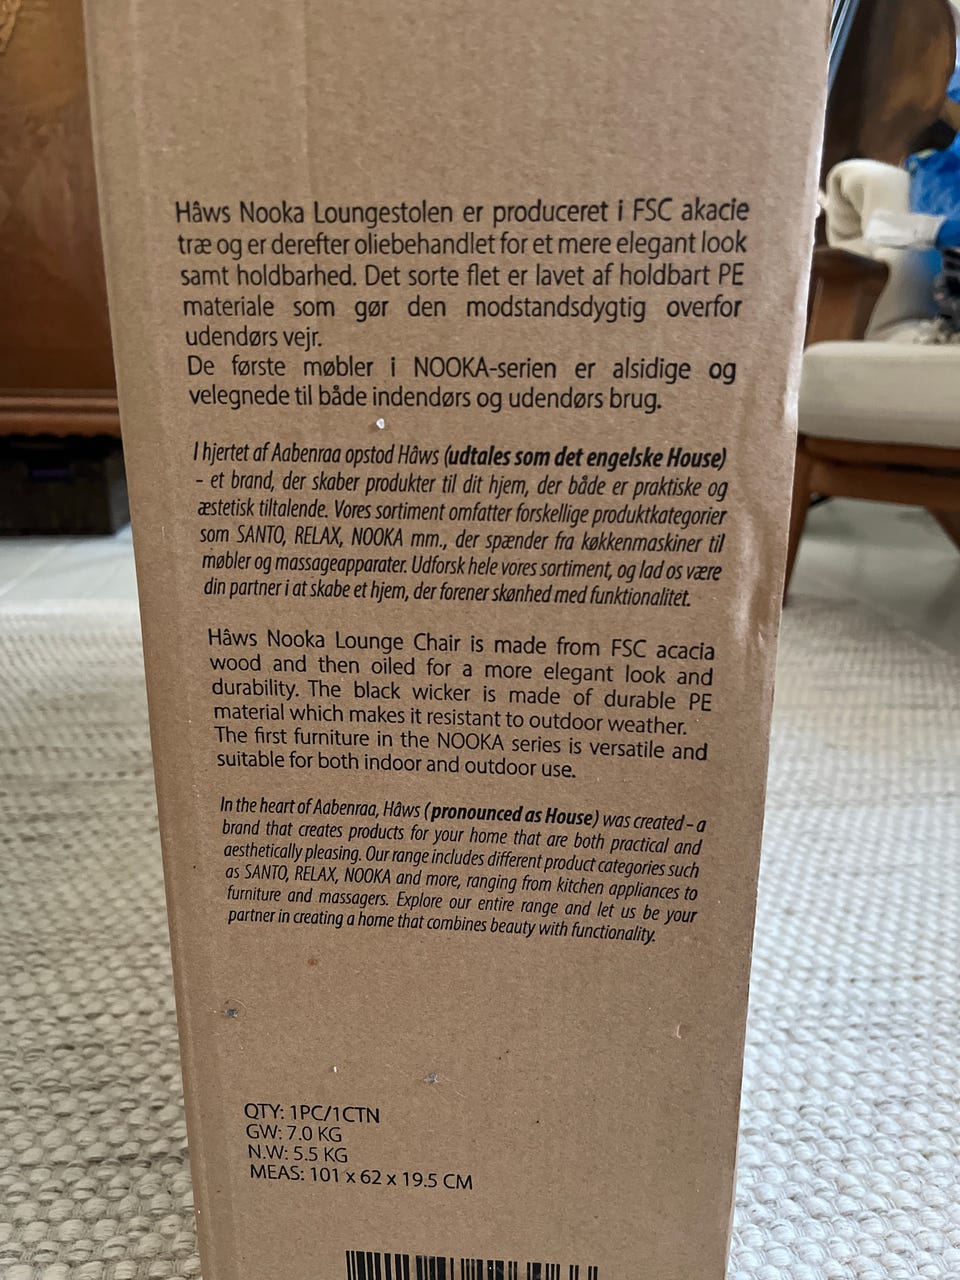 Hâws Nooka Loungestolen er produceret i FSC akacie
træ og er derefter oliebehandlet for et mere elegant look
samt holdbarhed. Det sorte flet er lavet af holdbart PE
materiale som gør den modstandsdygtig overfor
udendørs vejr.
De første møbler i NOOKA-serien er alsidige og
velegnede til både indendørs og udendørs brug.
I hjertet af Aabenraa opstod Hâws (udtales som det engelske House)
- et brand, der skaber produkter til dit hjem, der både er praktiske og
æstetisk tiltalende. Vores sortiment omfatter forskellige produktkategorier
som SANTO, RELAX, NOOKA mm., der spænder fra køkkenmaskiner til
møbler og massageapparater. Udforsk hele vores sortiment, og lad os være
din partner i at skabe et hjem, der forener skønhed med funktionalitet.
Hâws Nooka Lounge Chair is made from FSC acacia
wood and then oiled for a more elegant look and
durability. The black wicker is made of durable PE
material which makes it resistant to outdoor weather.
The first furniture in the NOOKA series is versatile and
suitable for both indoor and outdoor use.
In the heart of Aabenraa, Hâws (pronounced as House) was created - a
brand that creates products for your home that are both practical and
aesthetically pleasing. Our range includes different product categories such
as SANTO, RELAX, NOOKA and more, ranging from kitchen appliances to
furniture and massagers. Explore our entire range and let us be your
partner in creating a home that combines beauty with functionality.
QTY: 1PC/1CTN
GW: 7.0 KG
N.W: 5.5 KG
MEAS: 101 x 62 x 19.5 CM